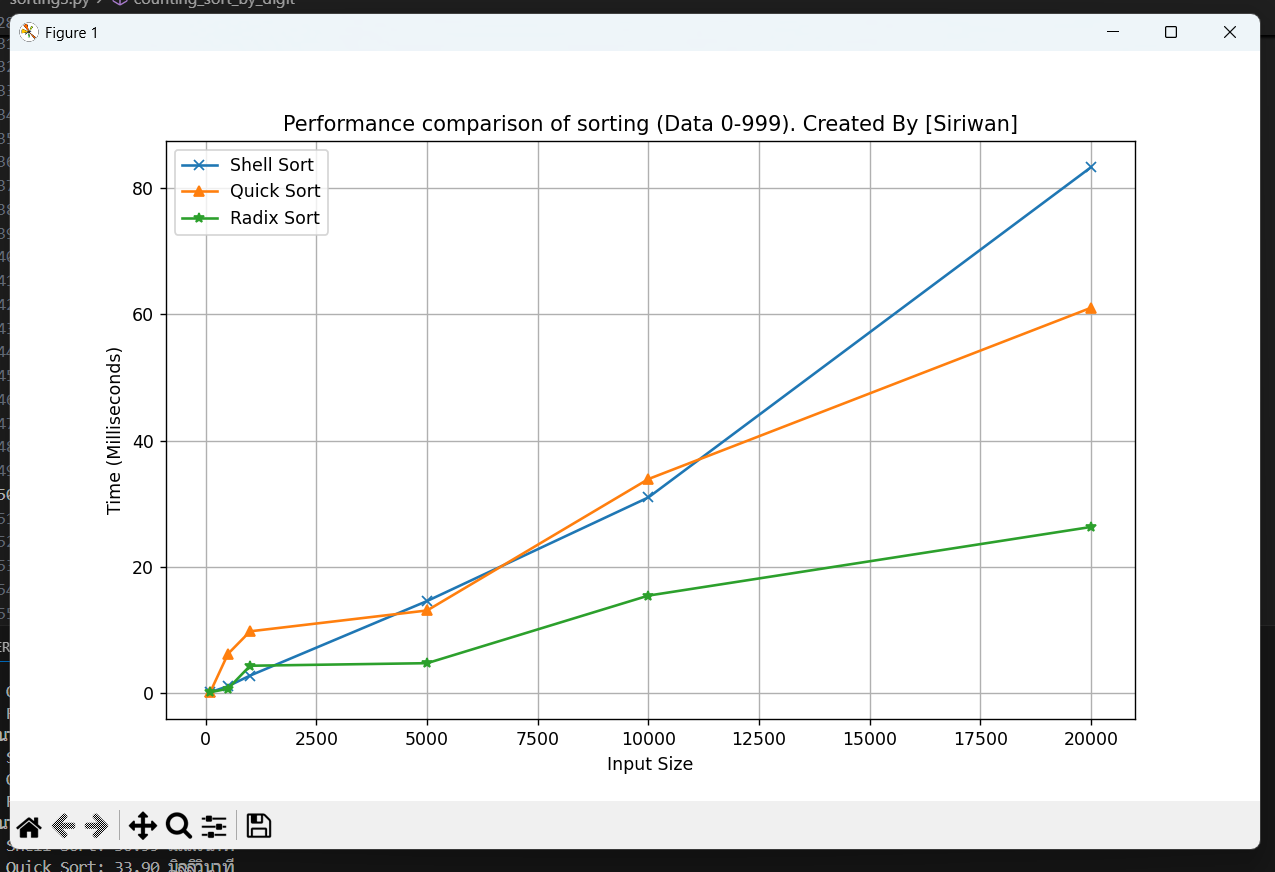 sorting3.py > counting_sort_by_digit
Figure 1
Performance comparison of sorting (Data 0-999). Created By [Siriwan]
Shell Sort
Quick Sort
Radix Sort
80
60
40
20
0
Time (Milliseconds)
0 2500 5000 7500 10000 12500 15000 17500 20000
Input Size
Quick Sort: 33.90 มิลลิวินาที